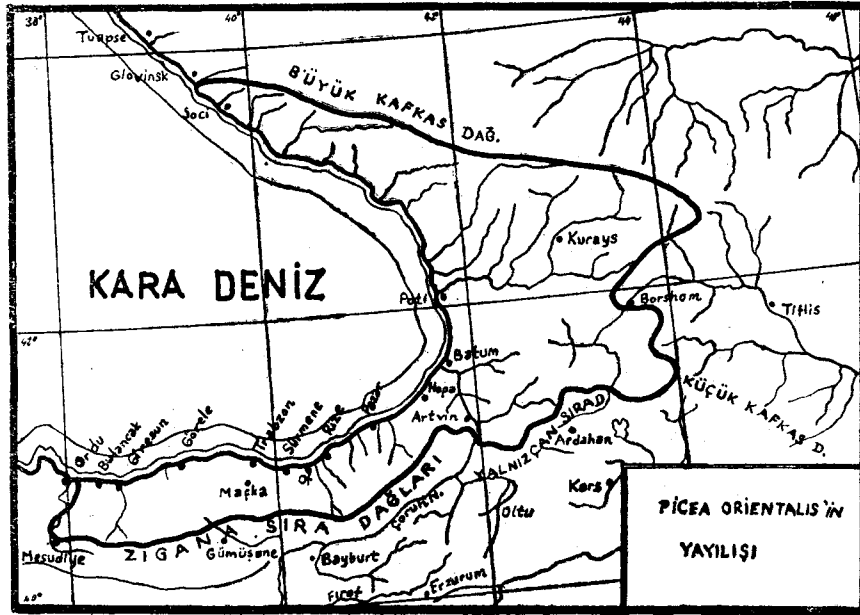 38°
40°
42°
44°
Tuapse
Glovinsk
Soci
BÜYÜK KAFKAS DAĞ.
Kurays
KARA DENİZ
Poti
Borshom
Tiflis
42°
Batum
Hopa
Artvin
KÜÇÜK KAFKAS D.
YALNIZÇAN SIRAD
Ardahan
Ordu
Bulancak
Giresun
Görele
Trabzon
Sürmene
Of
Rize
Pazar
Maçka
Kars
Çoruh N.
Oltu
ZIGANA SIRA DAĞLARI
Mesudiye
Gümüşane
Bayburt
Fırat
Erzurum
40°
PİCEA ORIENTALIS'in
YAYILIŞI